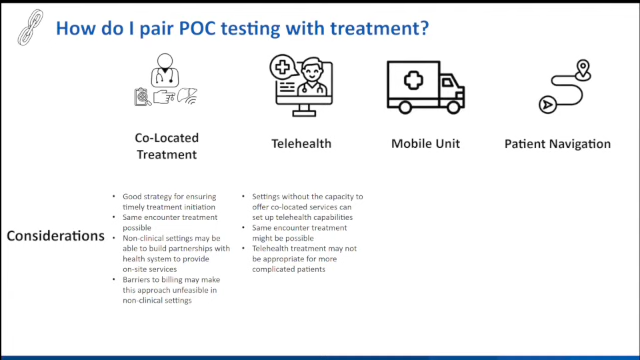 How do I pair POC testing with treatment?
Co-Located
Treatment
Telehealth
Mobile Unit
Patient Navigation
Considerations
• Good strategy for ensuring
timely treatment initiation
• Same encounter treatment
possible
• Non-clinical settings may be
able to build partnerships with
health system to provide
on-site services
• Barriers to billing may make
this approach unfeasible in
non-clinical settings
• Settings without the capacity to
offer co-located services can
set up telehealth capabilities
• Same encounter treatment
might be possible
• Telehealth treatment may not
be appropriate for more
complicated patients